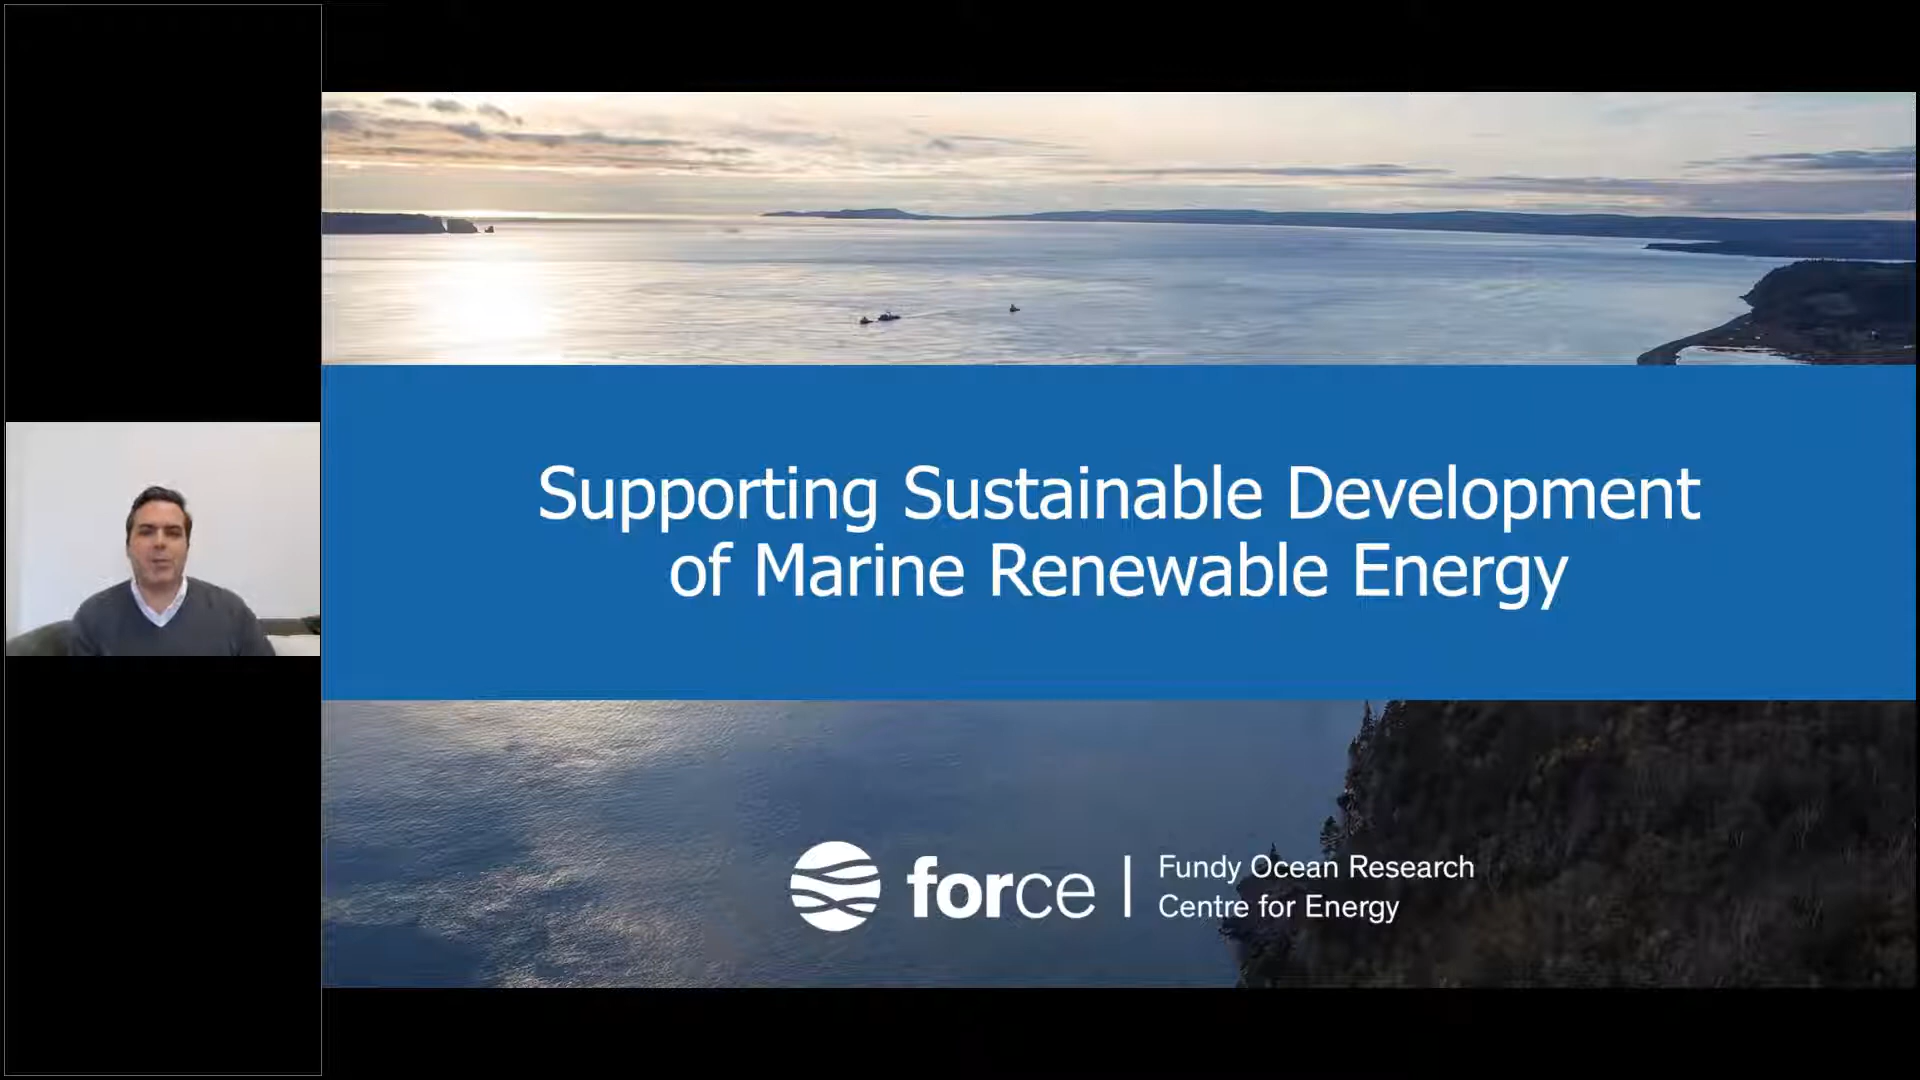 Supporting Sustainable Development
of Marine Renewable Energy
force
Fundy Ocean Research
Centre for Energy